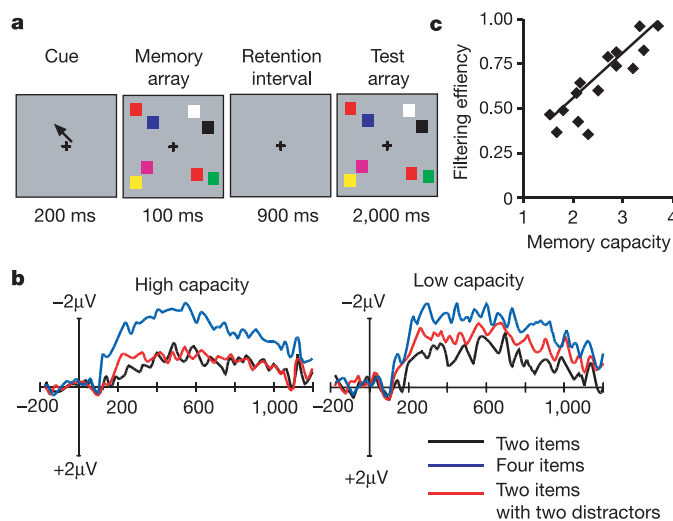 a
Cue
Memory array
Retention interval
Test array
200 ms
100 ms
900 ms
2,000 ms
c
Filtering effiency
1.00
0.75
0.50
0.25
0
1
2
3
4
Memory capacity
b
High capacity
−2µV
+2µV
−200
200
600
1,000
Low capacity
−2µV
+2µV
−200
200
600
1,000
Two items
Four items
Two items
with two distractors